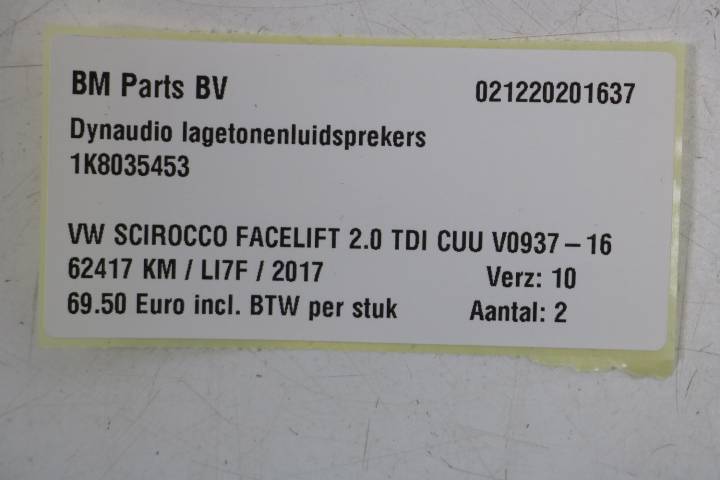 BM Parts BV 021220201637
Dynaudio lagetonenluidsprekers
1K8035453
VW SCIROCCO FACELIFT 2.0 TDI CUU V0937-16
62417 KM / LI7F / 2017 Verz: 10
69.50 Euro incl. BTW per stuk Aantal: 2